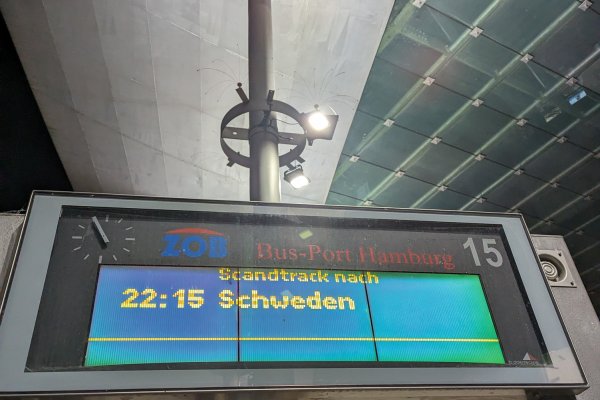 ZOB Bus-Port Hamburg 15
Scandtrack nach
22:15 Schweden